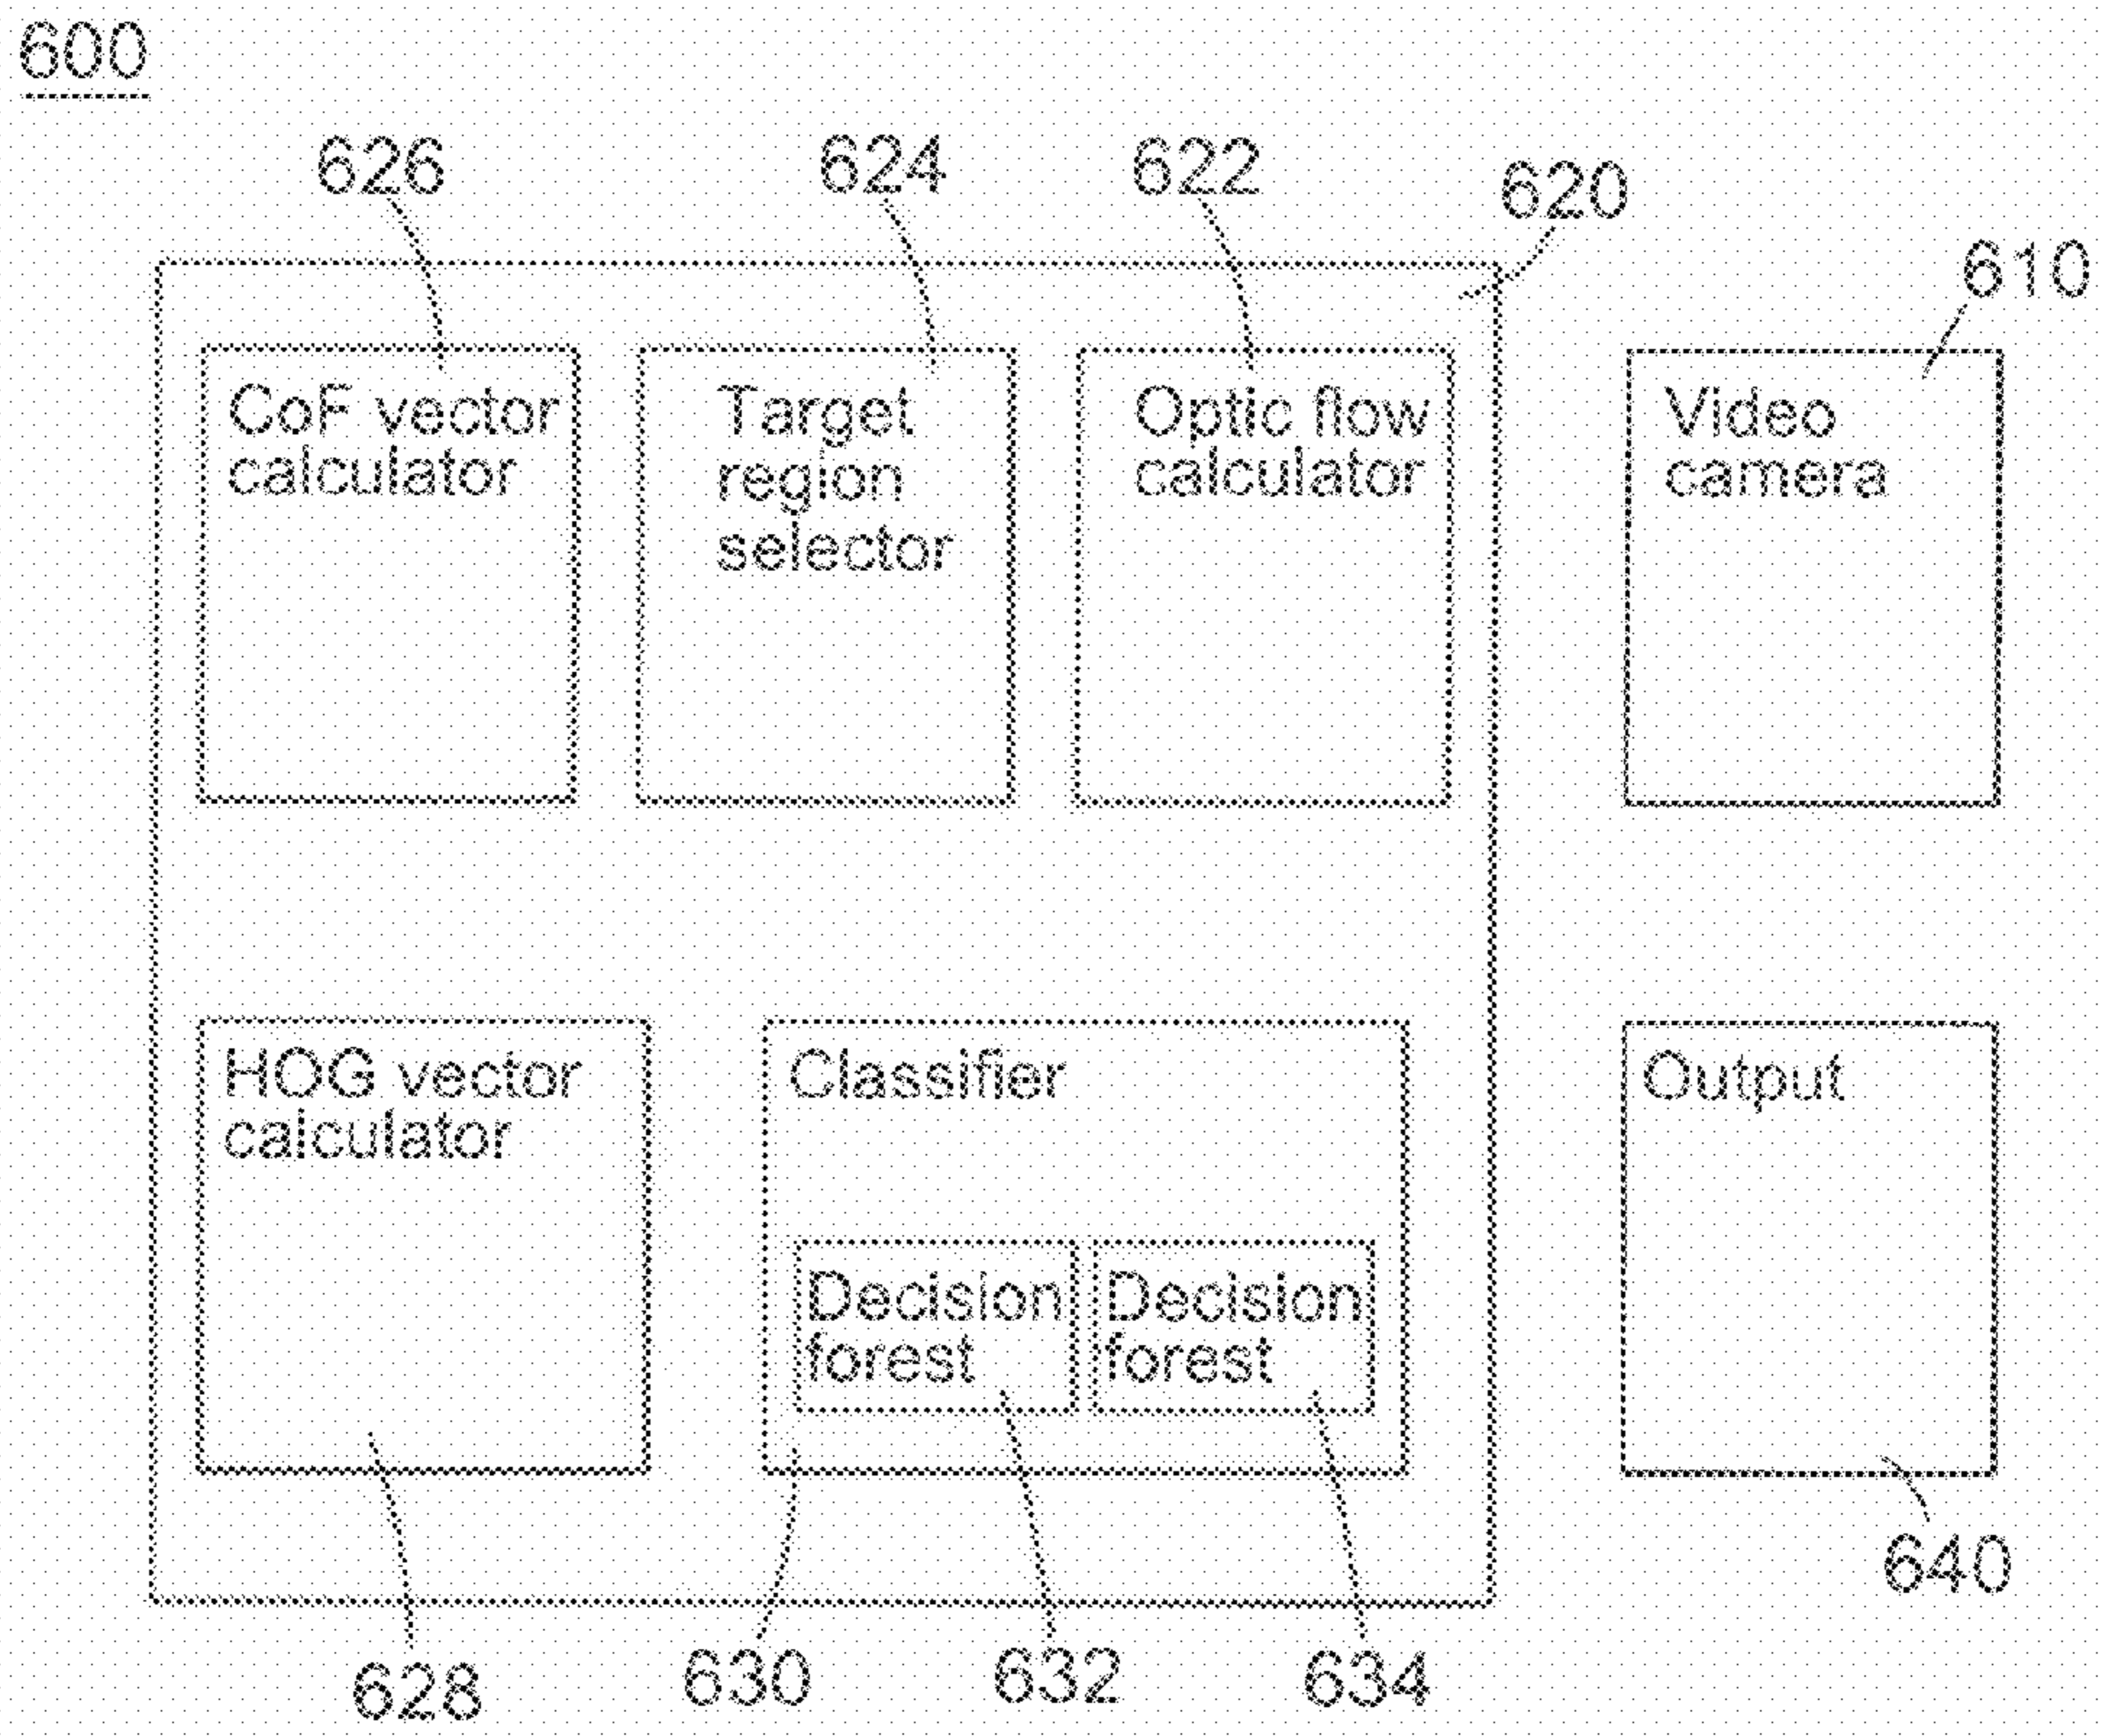 600
626
624
622
620
610
CoF vector
calculator
Target
region
selector
Optic flow
calculator
Video
camera
HOG vector
calculator
Classifier
Decision
forest
Decision
forest
Output
628
630
632
634
640